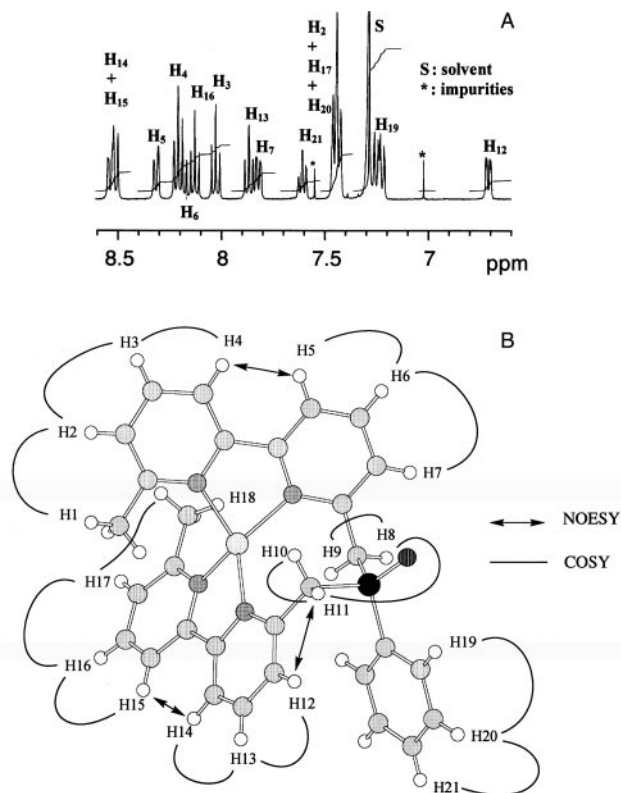 A
H14
+
H15
H5
H4
H6
H16
H3
H13
H7
H21
*
H2
+
H17
+
H20
S
H19
S : solvent
* : impurities
*
H12
8.5
8
7.5
7
ppm
B
H3
H4
H5
H6
H2
H7
H1
H18
H10
H9
H8
H11
H17
H16
H15
H14
H13
H12
H19
H20
H21
NOESY
COSY